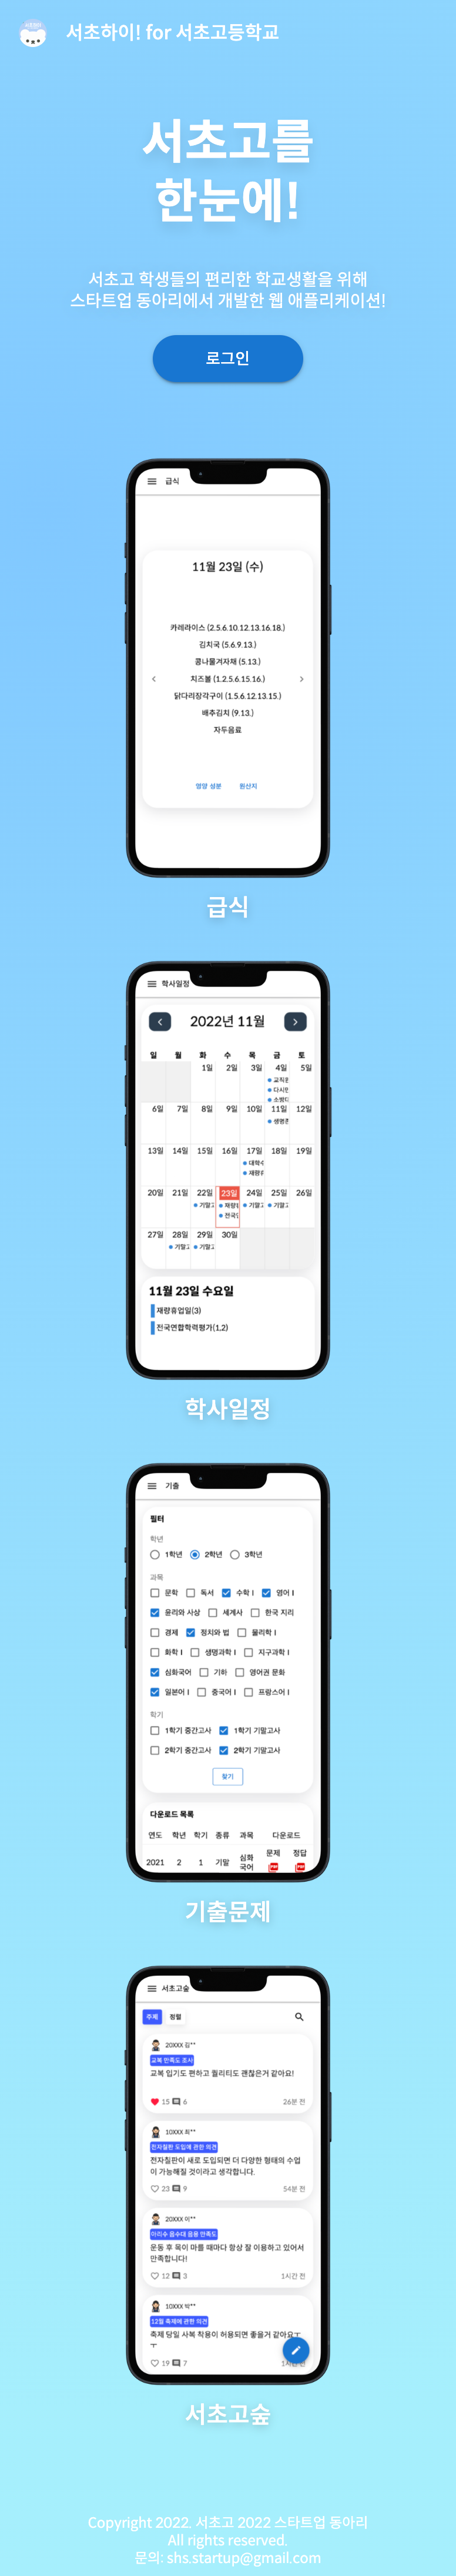 서초하이! for 서초고등학교
서초고를
한눈에!
서초고 학생들의 편리한 학교생활을 위해
스타트업 동아리에서 개발한 웹 애플리케이션!
로그인
급식
11월 23일 (수)
카레라이스 (2.5.6.10.12.13.16.18.)
김치국 (5.6.9.13.)
콩나물겨자채 (5.13.)
치즈볼 (1.2.5.6.15.16.)
닭다리장각구이 (1.5.6.12.13.15.)
배추김치 (9.13.)
자두음료
영양 성분 원산지
급식
학사일정
2022년 11월
일 월 화 수 목 금 토
1일 2일 3일 4일 5일
교직원
다시만
소방대
6일 7일 8일 9일 10일 11일 12일
생명존
13일 14일 15일 16일 17일 18일 19일
대학수
재량휴
20일 21일 22일 23일 24일 25일 26일
기말고 재량휴 기말고 기말고
전국연
27일 28일 29일 30일
기말고 기말고
11월 23일 수요일
재량휴업일(3)
전국연합학력평가(1,2)
학사일정
기출
필터
학년
1학년 2학년 3학년
과목
문학 독서 수학 I 영어 I
윤리와 사상 세계사 한국 지리
경제 정치와 법 물리학 I
화학 I 생명과학 I 지구과학 I
심화국어 기하 영어권 문화
일본어 I 중국어 I 프랑스어 I
학기
1학기 중간고사 1학기 기말고사
2학기 중간고사 2학기 기말고사
찾기
다운로드 목록
연도 학년 학기 종류 과목 다운로드
문제 정답
2021 2 1 기말 심화
국어
기출문제
서초고숲
주제 정렬
20XXX 김**
교복 만족도 조사
교복 입기도 편하고 퀄리티도 괜찮은거 같아요!
15 6 26분 전
10XXX 최**
전자칠판 도입에 관한 의견
전자칠판이 새로 도입되면 더 다양한 형태의 수업
이 가능해질 것이라고 생각합니다.
23 9 54분 전
20XXX 이**
아리수 음수대 음용 만족도
운동 후 목이 마를 때마다 항상 잘 이용하고 있어서
만족합니다!
12 3 1시간 전
10XXX 박**
12월 축제에 관한 의견
축제 당일 사복 착용이 허용되면 좋을거 같아요ㅜ
ㅜ
19 7 1시간 전
서초고숲
Copyright 2022. 서초고 2022 스타트업 동아리
All rights reserved.
문의: shs.startup@gmail.com